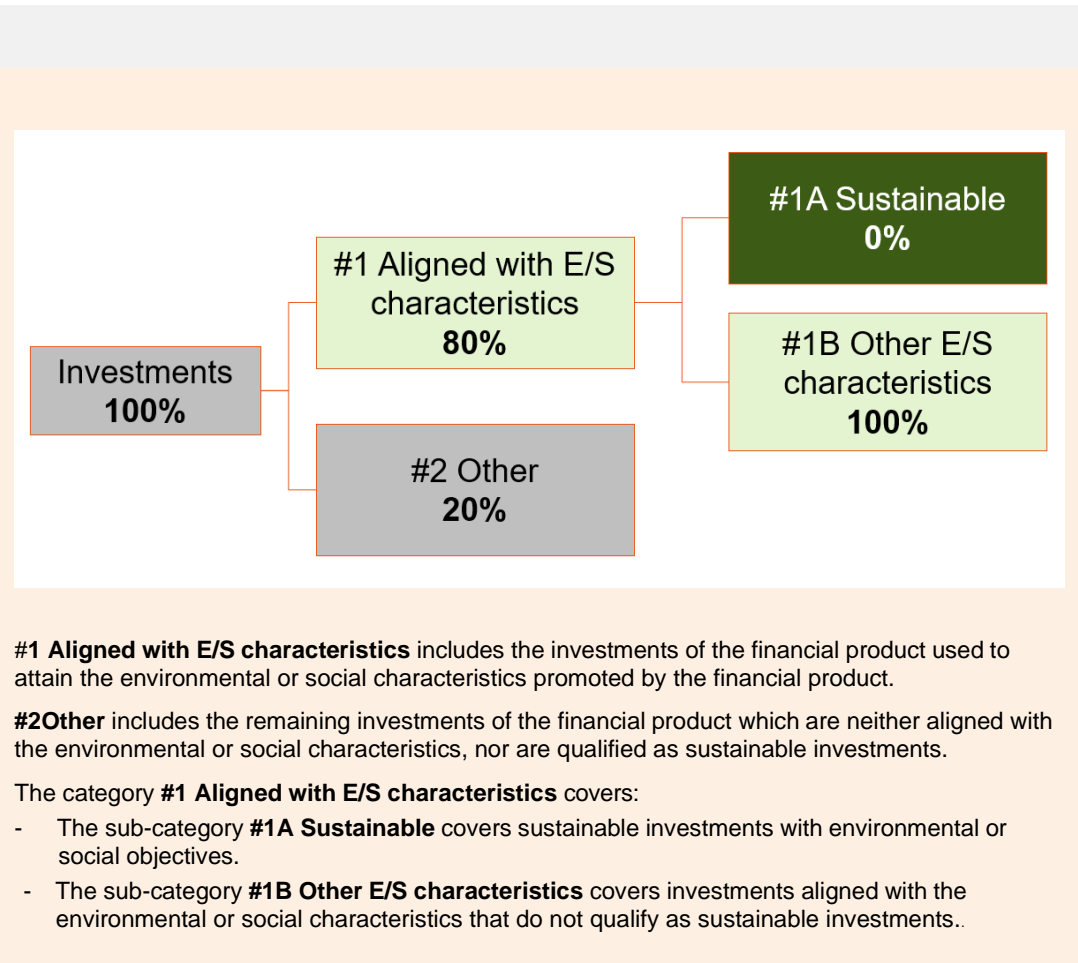 Investments
100%
#1 Aligned with E/S
characteristics
80%
#2 Other
20%
#1A Sustainable
0%
#1B Other E/S
characteristics
100%
#1 Aligned with E/S characteristics includes the investments of the financial product used to
attain the environmental or social characteristics promoted by the financial product.
#2Other includes the remaining investments of the financial product which are neither aligned with
the environmental or social characteristics, nor are qualified as sustainable investments.
The category #1 Aligned with E/S characteristics covers:
- The sub-category #1A Sustainable covers sustainable investments with environmental or
social objectives.
- The sub-category #1B Other E/S characteristics covers investments aligned with the
environmental or social characteristics that do not qualify as sustainable investments..